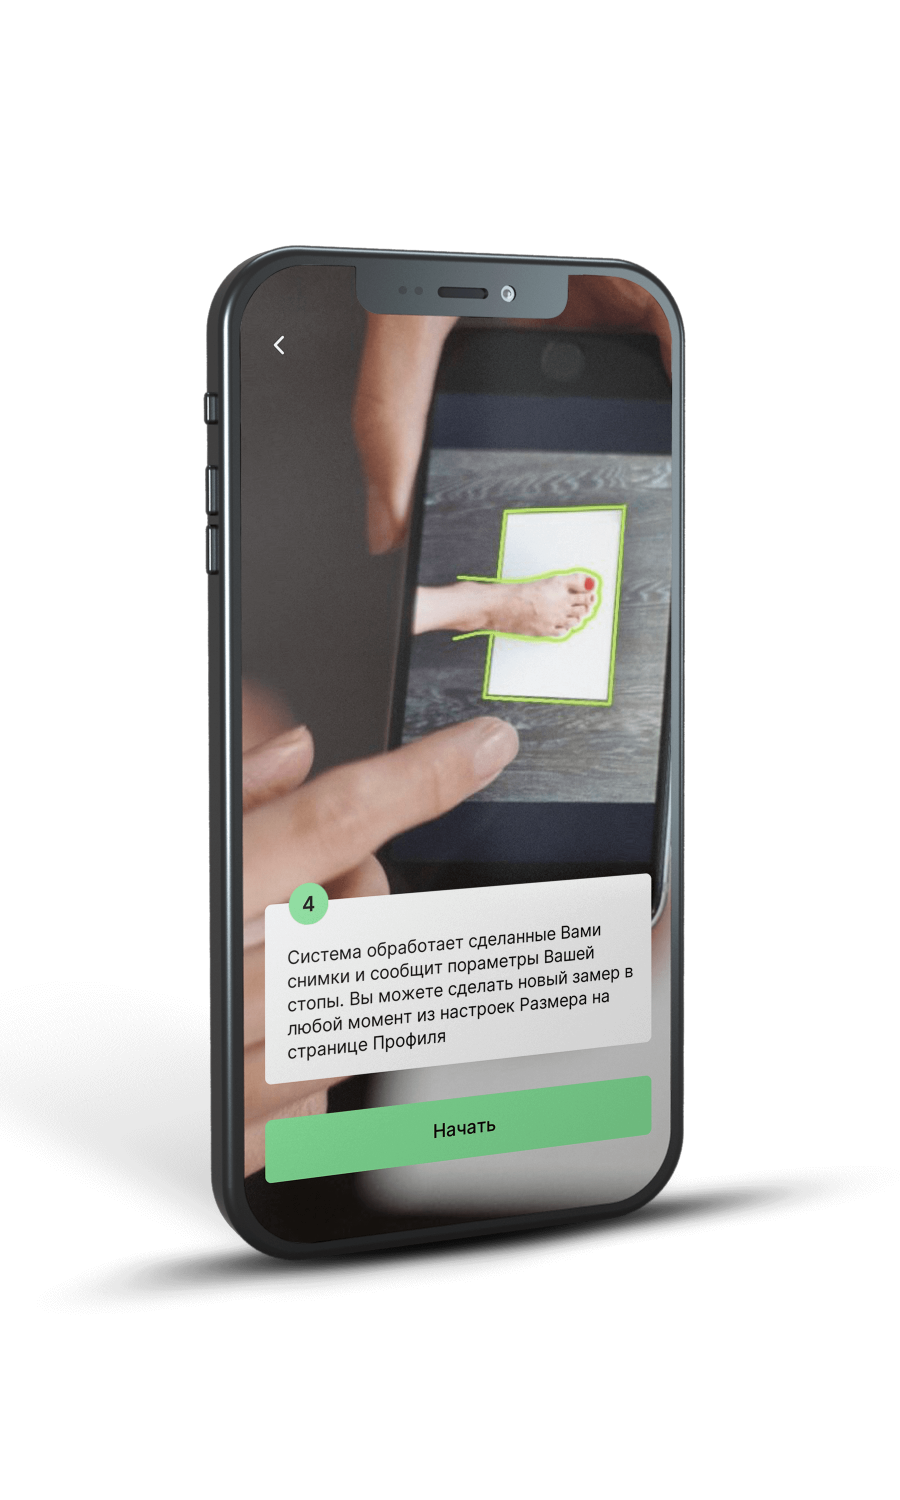 4
Система обработает сделанные Вами
снимки и сообщит пораметры Вашей
стопы. Вы можете сделать новый замер в
любой момент из настроек Размера на
странице Профиля
Начать